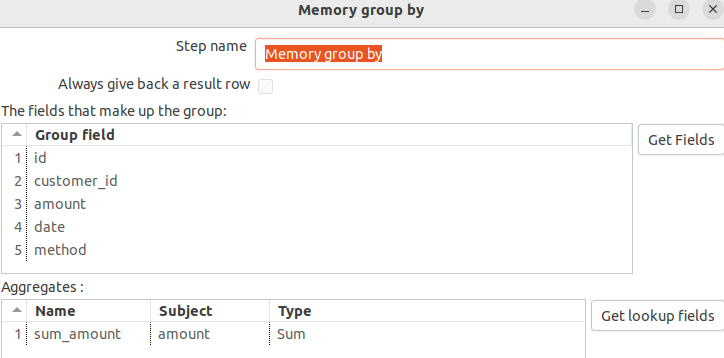 Memory group by
Step name Memory group by
Always give back a result row
The fields that make up the group:
Group field
Get Fields
1 id
2 customer_id
3 amount
4 date
5 method
Aggregates :
Name Subject Type
Get lookup fields
1 sum_amount amount Sum